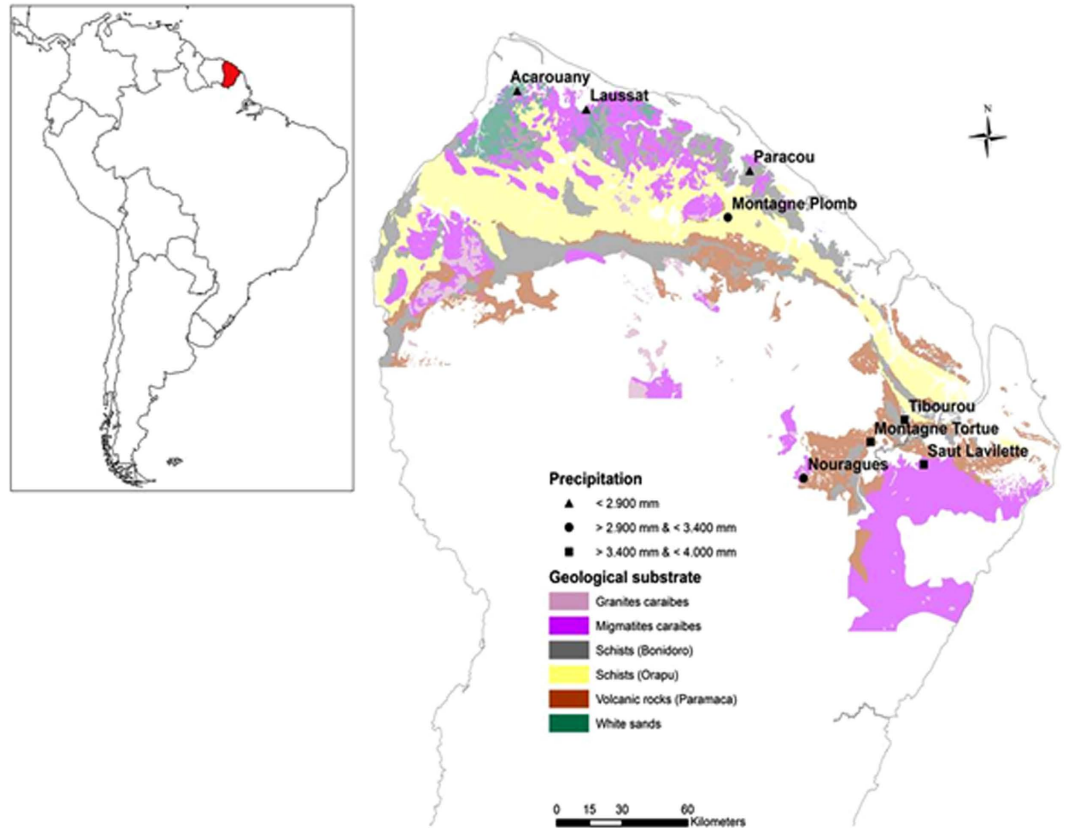 N
Acarouany
Laussat
Paracou
Montagne Plomb
Tibourou
Montagne Tortue
Saut Lavilette
Nouragues
Precipitation
< 2.900 mm
> 2.900 mm & < 3.400 mm
> 3.400 mm & < 4.000 mm
Geological substrate
Granites caraibes
Migmatites caraibes
Schists (Bonidoro)
Schists (Orapu)
Volcanic rocks (Paramaca)
White sands
0 15 30 60
Kilometers